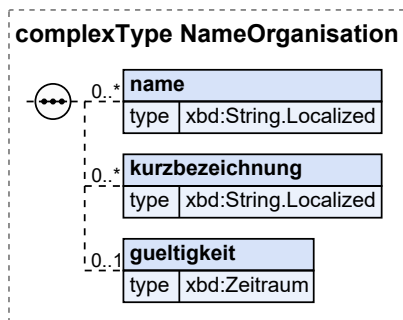 complexType NameOrganisation
0..* name
type xbd:String.Localized
0..* kurzbezeichnung
type xbd:String.Localized
0..1 gueltigkeit
type xbd:Zeitraum